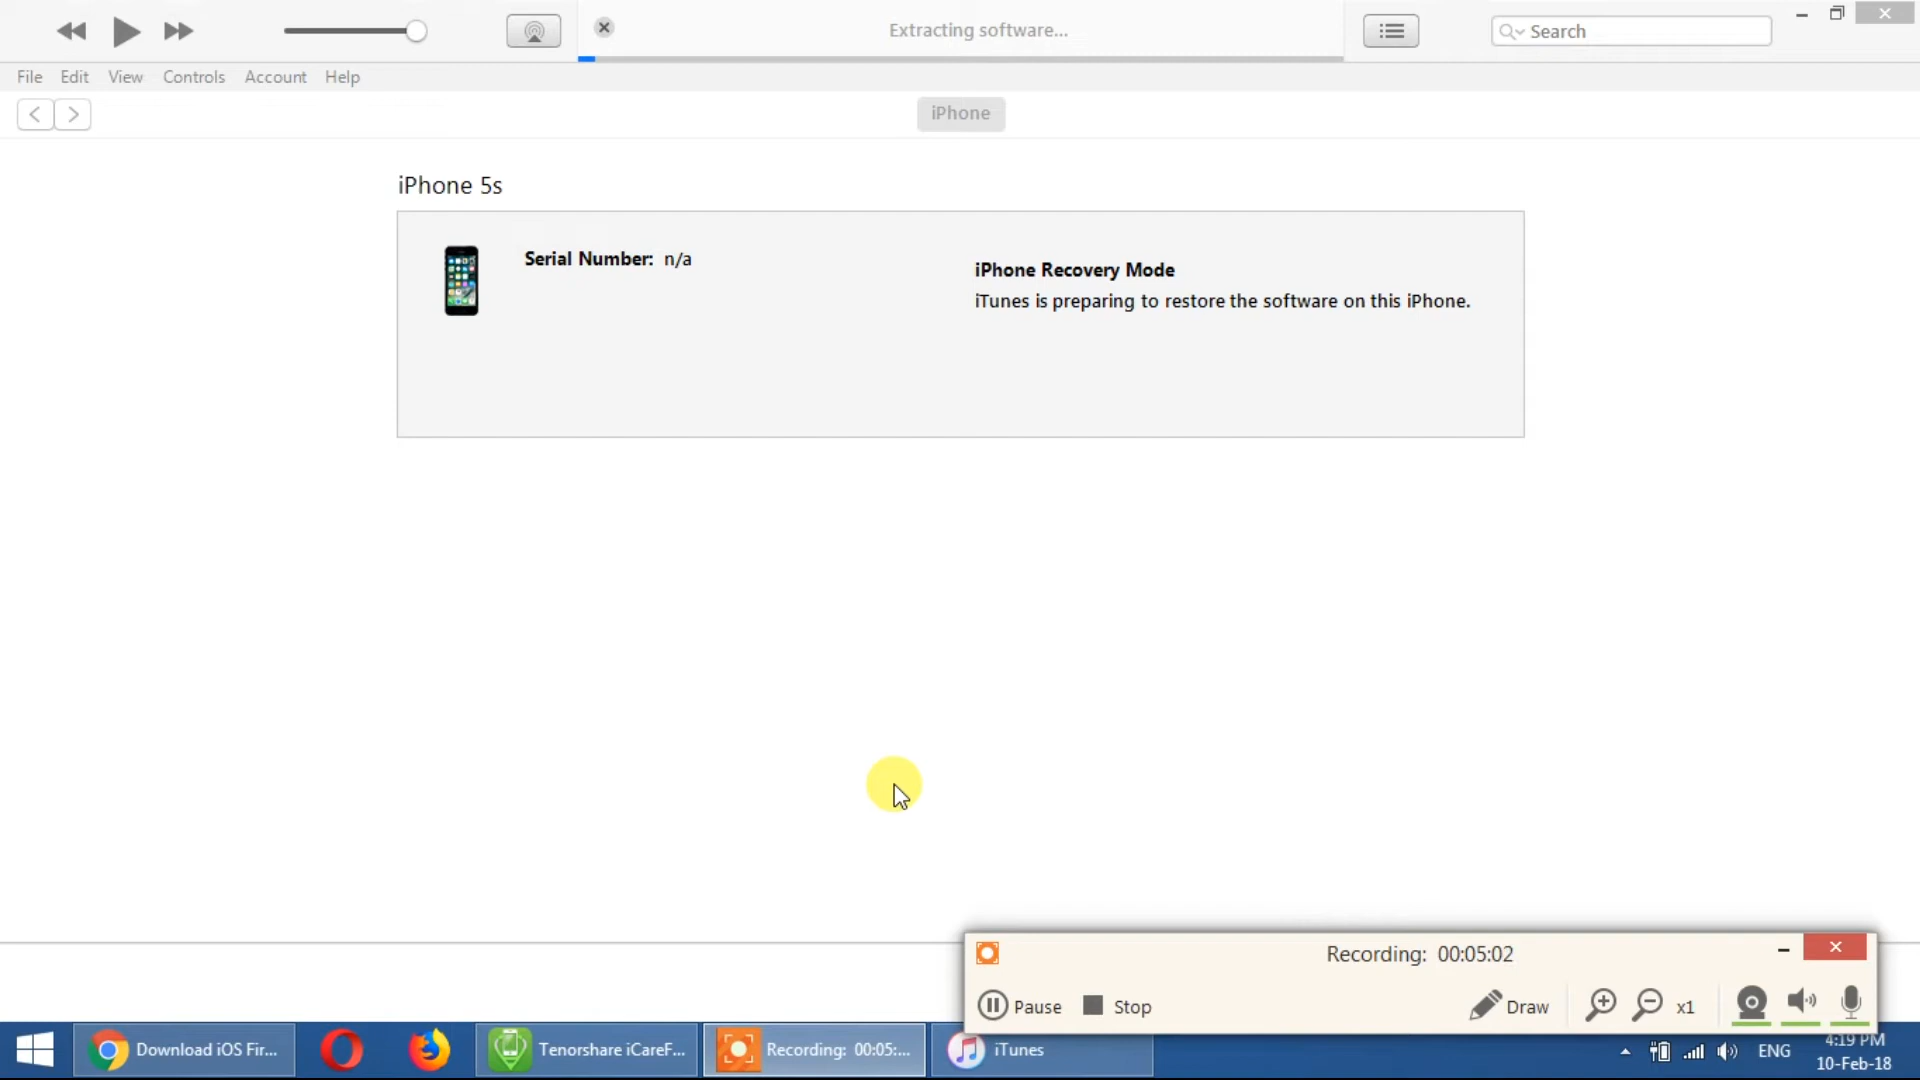 Extracting software...
Search
File Edit View Controls Account Help
iPhone
iPhone 5s
Serial Number: n/a
iPhone Recovery Mode
iTunes is preparing to restore the software on this iPhone.
Recording: 00:05:02
Pause Stop Draw x1
Download iOS Fir...
Tenorshare iCareF...
Recording: 00:05:...
iTunes
ENG
4:19 PM
10-Feb-18